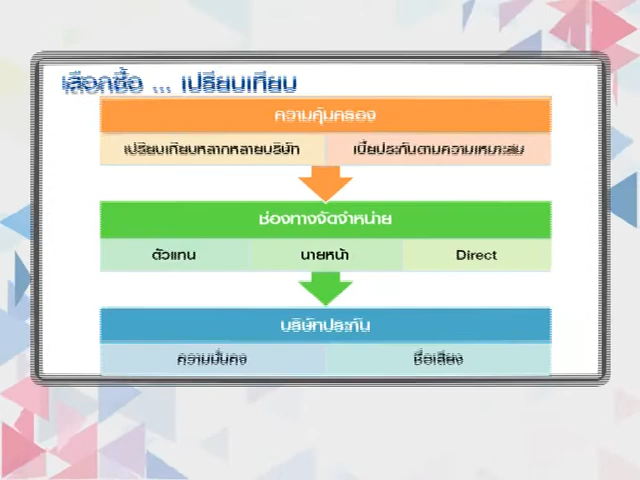 เลือกซื้อ ... เปรียบเทียบ
ความคุ้มครอง
เปรียบเทียบหลากหลายบริษัท เบี้ยประกันตามความเหมาะสม
ช่องทางจัดจำหน่าย
ตัวแทน นายหน้า Direct
บริษัทประกัน
ความมั่นคง ชื่อเสียง